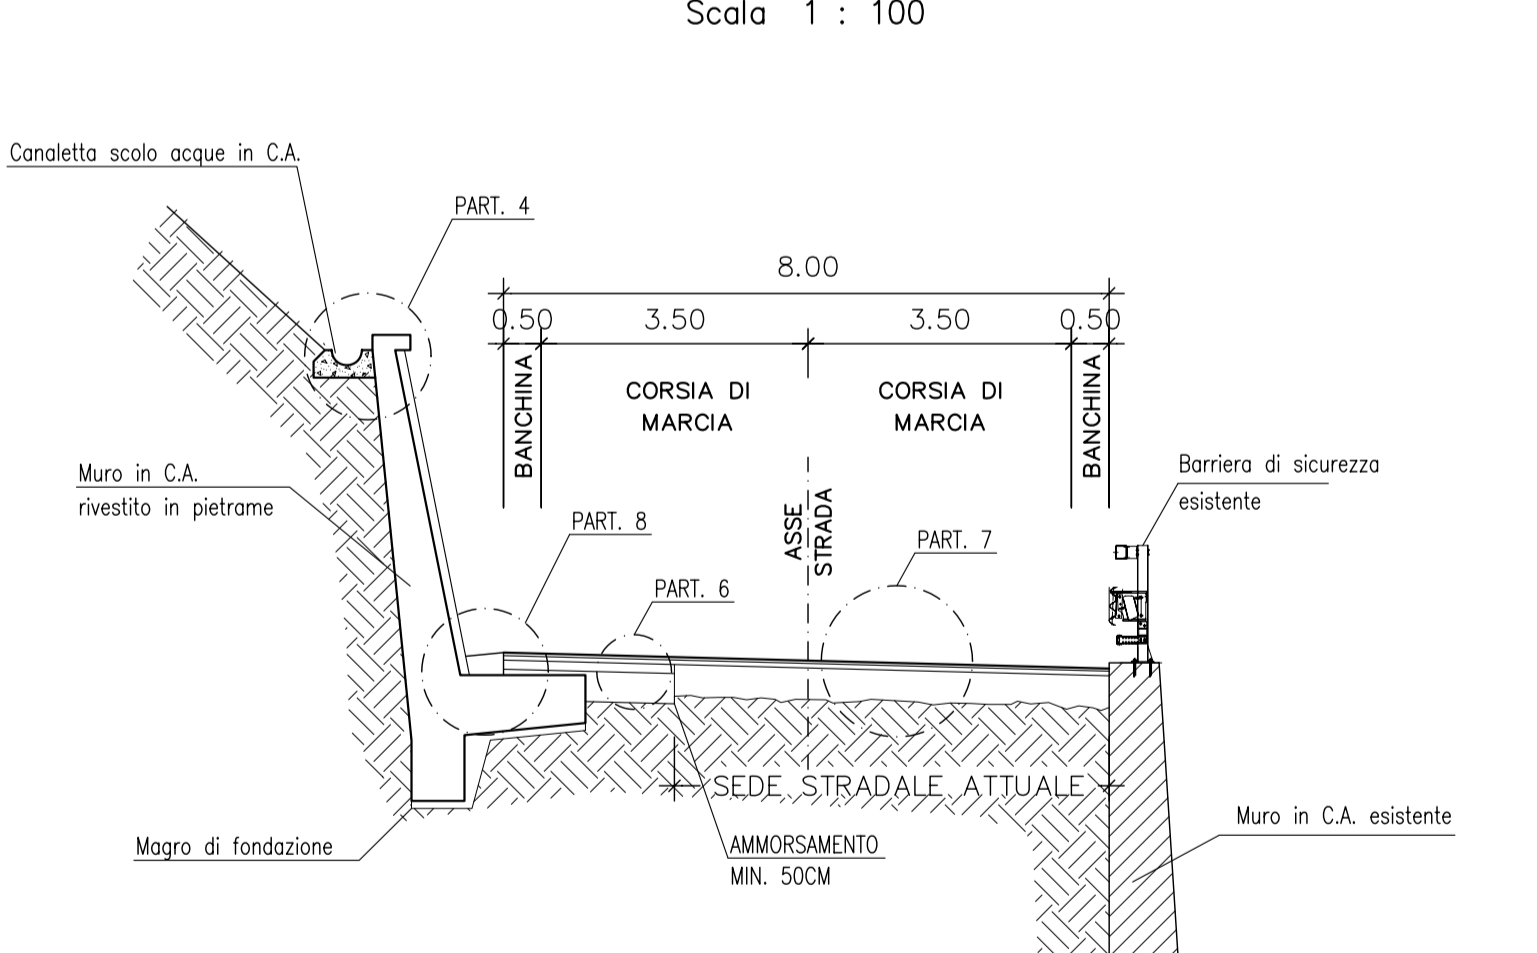 Scala 1 : 100
Canaletta scolo acque in C.A.
PART. 4
8.00
0.50
3.50
3.50
0.50
BANCHINA
CORSIA DI
MARCIA
CORSIA DI
MARCIA
BANCHINA
Muro in C.A.
rivestito in pietrame
Barriera di sicurezza
esistente
ASSE
STRADA
PART. 8
PART. 7
PART. 6
SEDE STRADALE ATTUALE
Muro in C.A. esistente
Magro di fondazione
AMMORSAMENTO
MIN. 50CM